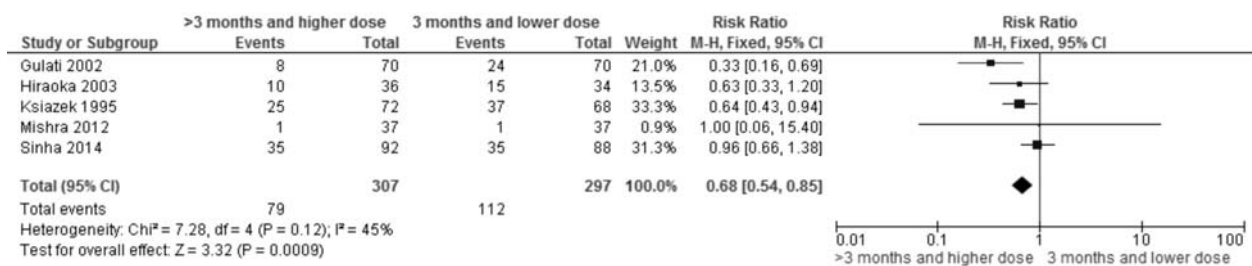 >3 months and higher dose 3 months and lower dose Risk Ratio Risk Ratio
Study or Subgroup Events Total Events Total Weight M-H, Fixed, 95% CI M-H, Fixed, 95% CI
Gulati 2002 8 70 24 70 21.0% 0.33 [0.16, 0.69]
Hiraoka 2003 10 36 15 34 13.5% 0.63 [0.33, 1.20]
Ksiazek 1995 25 72 37 68 33.3% 0.64 [0.43, 0.94]
Mishra 2012 1 37 1 37 0.9% 1.00 [0.06, 15.40]
Sinha 2014 35 92 35 88 31.3% 0.96 [0.66, 1.38]
Total (95% CI) 307 297 100.0% 0.68 [0.54, 0.85]
Total events 79 112
Heterogeneity: Chi² = 7.28, df = 4 (P = 0.12); I² = 45%
Test for overall effect: Z = 3.32 (P = 0.0009)
0.01 0.1 1 10 100
>3 months and higher dose 3 months and lower dose